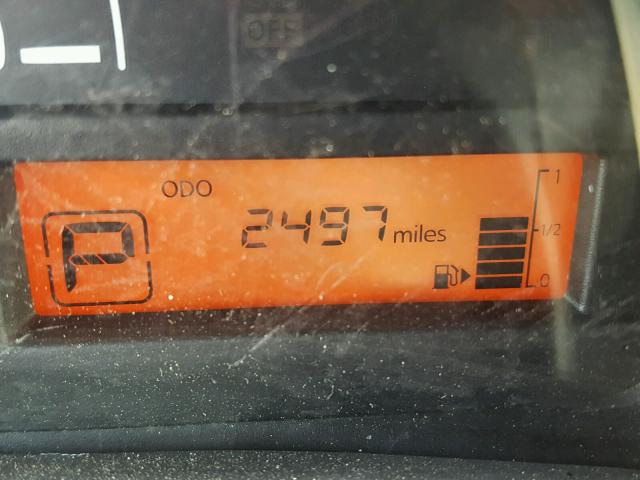 OFF
ODO
1
2497 miles
1/2
P
0